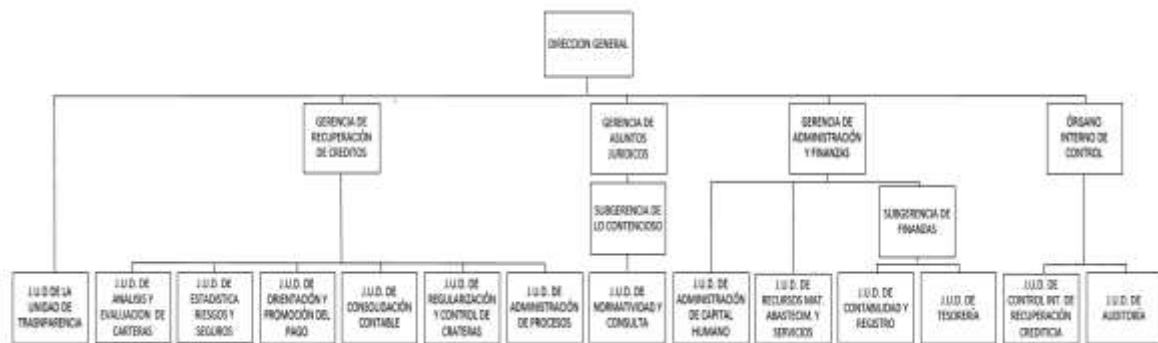 DIRECCION GENERAL
GERENCIA DE
RECUPERACIÓN
DE CREDITOS
GERENCIA DE
ASUNTOS
JURIDICOS
GERENCIA DE
ADMINISTRACIÓN
Y FINANZAS
ÓRGANO
INTERNO DE
CONTROL
SUBGERENCIA DE
LO CONTENCIOSO
SUBGERENCIA DE
FINANZAS
J.U.D DE LA
UNIDAD DE
TRASNPARENCIA
J.U.D. DE
ANALISIS Y
EVALUACION DE
CARTERAS
J.U.D. DE
ESTADISTICA
RIESGOS Y
SEGUROS
J.U.D. DE
ORIENTACIÓN Y
PROMOCIÓN DEL
PAGO
J.U.D. DE
CONSOLIDACIÓN
CONTABLE
J.U.D. DE
REGULARIZACIÓN
Y CONTROL DE
CRATERAS
J.U.D. DE
ADMINISTRACIÓN
DE PROCESOS
J.U.D. DE
NORMATIVIDAD Y
CONSULTA
J.U.D. DE
ADMINISTRACIÓN
DE CAPITAL
HUMANO
J.U.D. DE
RECURSOS MAT.
ABASTECIM. Y
SERVICIOS
J.U.D. DE
CONTABILIDAD Y
REGISTRO
J.U.D. DE
TESORERÍA
J.U.D. DE
CONTROL INT. DE
RECUPERACIÓN
CREDITICIA
J.U.D. DE
AUDITORÍA